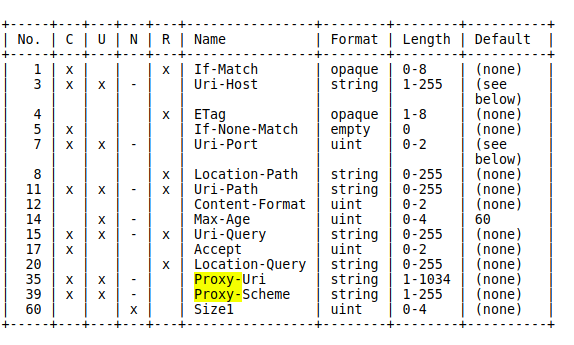 +-----+---+---+---+---+----------------+--------+--------+----------+
| No. | C | U | N | R | Name           | Format | Length | Default  |
+-----+---+---+---+---+----------------+--------+--------+----------+
|   1 | x |   |   | x | If-Match       | opaque | 0-8    | (none)   |
|   3 | x | x | - |   | Uri-Host       | string | 1-255  | (see     |
|     |   |   |   |   |                |        |        | below)   |
|   4 |   |   |   | x | ETag           | opaque | 1-8    | (none)   |
|   5 | x |   |   |   | If-None-Match  | empty  | 0      | (none)   |
|   7 | x | x | - |   | Uri-Port       | uint   | 0-2    | (see     |
|     |   |   |   |   |                |        |        | below)   |
|   8 |   |   |   | x | Location-Path  | string | 0-255  | (none)   |
|  11 | x | x | - | x | Uri-Path       | string | 0-255  | (none)   |
|  12 |   |   |   |   | Content-Format | uint   | 0-2    | (none)   |
|  14 |   | x | - |   | Max-Age        | uint   | 0-4    | 60       |
|  15 | x | x | - | x | Uri-Query      | string | 0-255  | (none)   |
|  17 | x |   |   |   | Accept         | uint   | 0-2    | (none)   |
|  20 |   |   |   | x | Location-Query | string | 0-255  | (none)   |
|  35 | x | x | - |   | Proxy-Uri      | string | 1-1034 | (none)   |
|  39 | x | x | - |   | Proxy-Scheme   | string | 1-255  | (none)   |
|  60 |   |   | x |   | Size1          | uint   | 0-4    | (none)   |
+-----+---+---+---+---+----------------+--------+--------+----------+